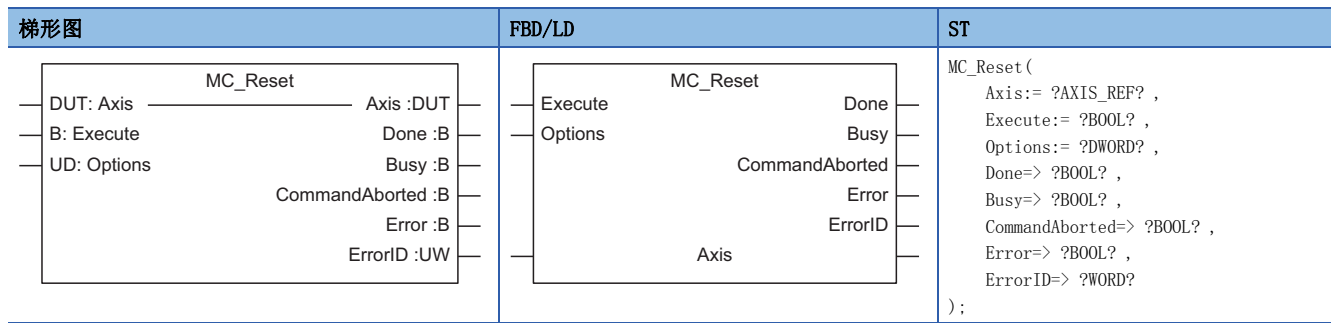 梯形图 FBD/LD ST
MC_Reset
DUT: Axis Axis :DUT
B: Execute Done :B
UD: Options Busy :B
CommandAborted :B
Error :B
ErrorID :UW
MC_Reset
Execute Done
Options Busy
CommandAborted
Error
ErrorID
Axis
MC_Reset(
Axis:= ?AXIS_REF? ,
Execute:= ?BOOL? ,
Options:= ?DWORD? ,
Done=> ?BOOL? ,
Busy=> ?BOOL? ,
CommandAborted=> ?BOOL? ,
Error=> ?BOOL? ,
ErrorID=> ?WORD?
);